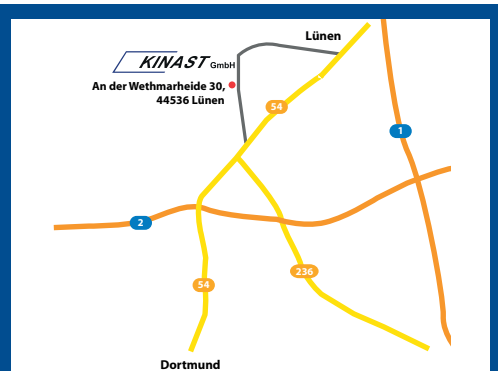 Lünen
KINAST GmbH
An der Wethmarheide 30,
44536 Lünen
54
1
2
236
54
Dortmund